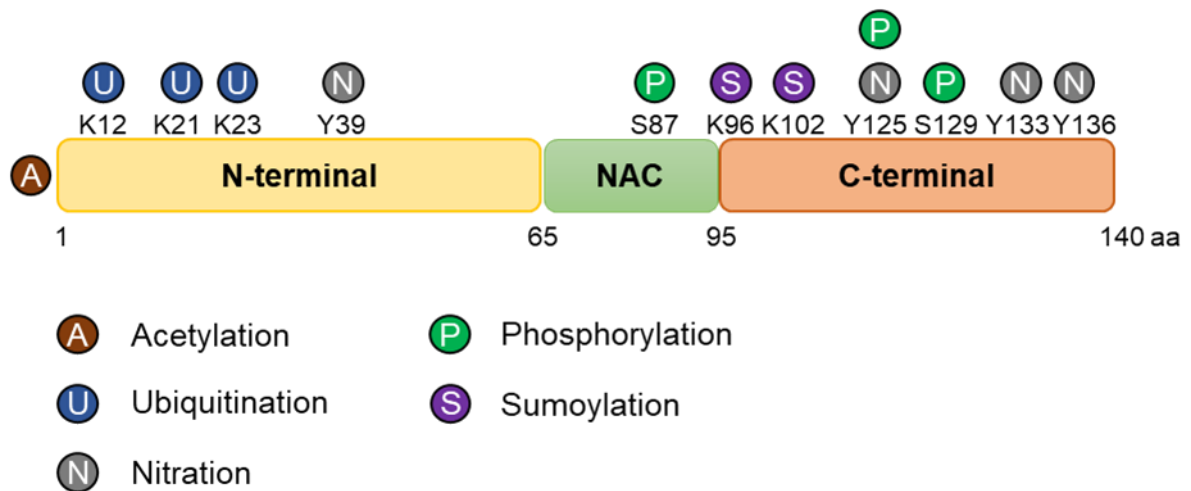 P
U U U N P S S N P N N
K12 K21 K23 Y39 S87 K96 K102 Y125 S129 Y133 Y136
A N-terminal NAC C-terminal
1 65 95 140 aa
A Acetylation P Phosphorylation
U Ubiquitination S Sumoylation
N Nitration